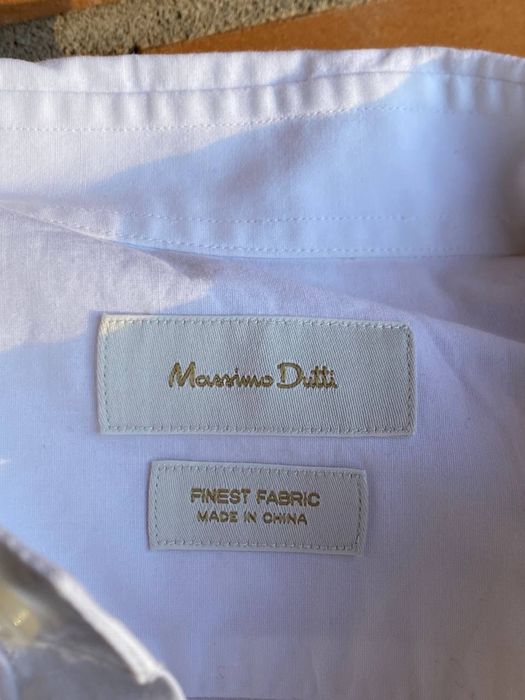 Massimo Dutti
FINEST FABRIC
MADE IN CHINA